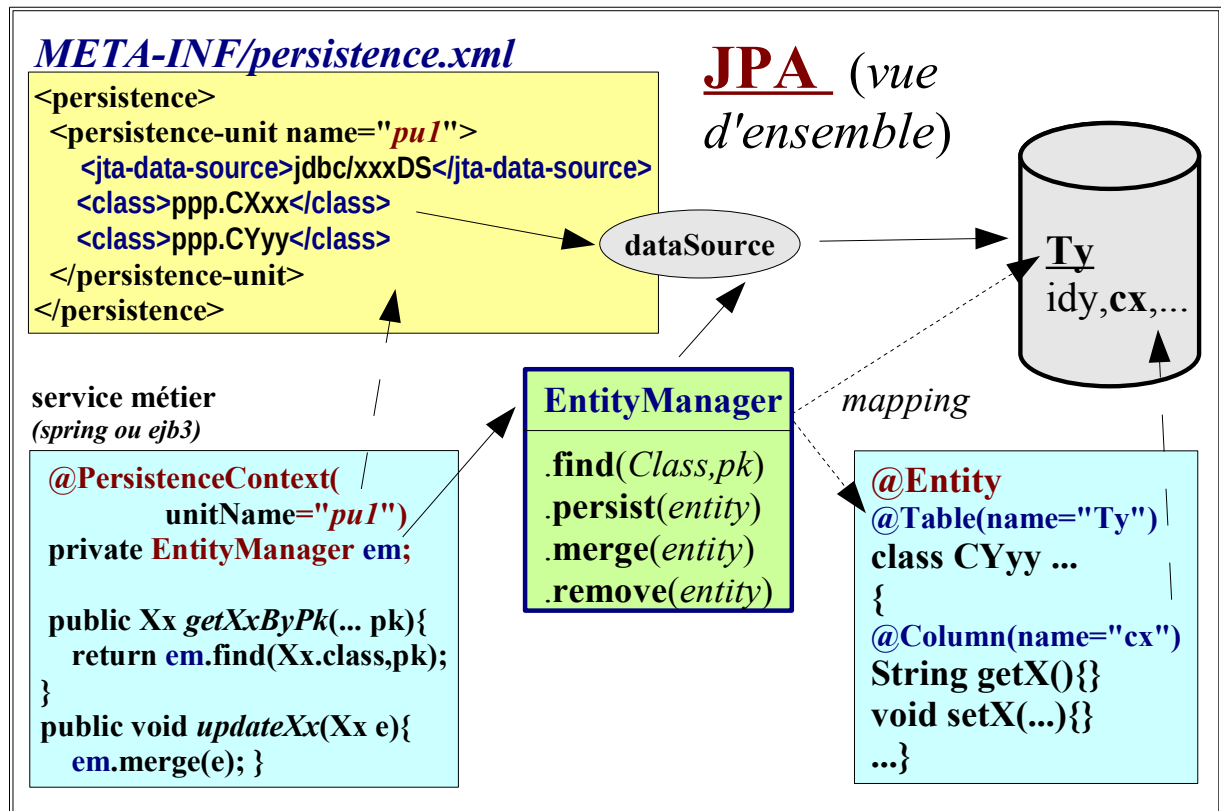 META-INF/persistence.xml
<persistence>
<persistence-unit name="pu1">
<jta-data-source>jdbc/xxxDS</jta-data-source>
<class>ppp.CXxx</class>
<class>ppp.CYyy</class>
</persistence-unit>
</persistence>
JPA (vue
d'ensemble)
dataSource
Ty
idy,cx,...
service métier
(spring ou ejb3)
@PersistenceContext(
unitName="pu1")
private EntityManager em;
public Xx getXxByPk(... pk){
return em.find(Xx.class,pk);
}
public void updateXx(Xx e){
em.merge(e); }
EntityManager
.find(Class,pk)
.persist(entity)
.merge(entity)
.remove(entity)
mapping
@Entity
@Table(name="Ty")
class CYyy ...
{
@Column(name="cx")
String getX(){}
void setX(...){}
...}